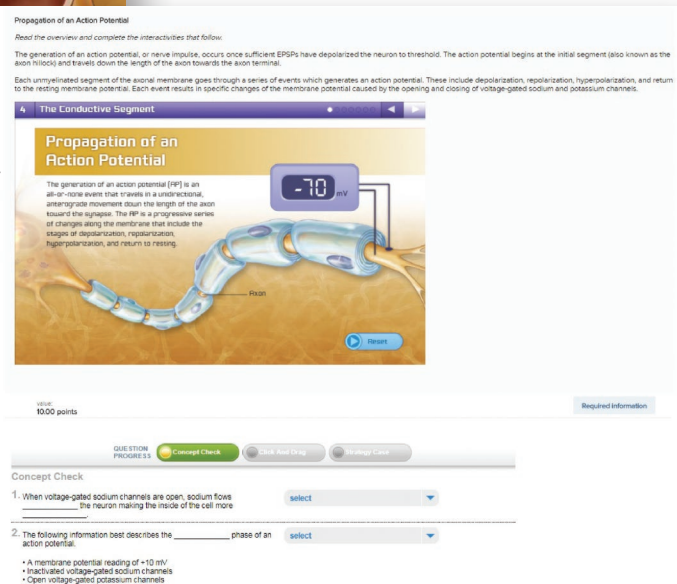 Propagation of an Action Potential
Read the overview and complete the interactivities that follow.
The generation of an action potential, or nerve impulse, occurs once sufficient EPSPs have depolarized the neuron to threshold. The action potential begins at the initial segment (also known as the
axon hillock) and travels down the length of the axon towards the axon terminal.
Each unmyelinated segment of the axonal membrane goes through a series of events which generates an action potential. These include depolarization, repolarization, hyperpolarization, and return
to the resting membrane potential. Each event results in specific changes of the membrane potential caused by the opening and closing of voltage-gated sodium and potassium channels.
4 The Conductive Segment
Propagation of an
Action Potential
The generation of an action potential [AP] is an
all-or-none event that travels in a unidirectional,
anterograde movement down the length of the axon
toward the synapse. The AP is a progressive series
of changes along the membrane that include the
stages of depolarization, repolarization,
hyperpolarization, and return to resting.
-70 mV
Axon
Reset
value:
10.00 points
Required information
QUESTION
PROGRESS
Concept Check
Click And Drag
Strategy Case
Concept Check
1. When voltage-gated sodium channels are open, sodium flows
____________ the neuron making the inside of the cell more
______________.
select
2. The following information best describes the ____________ phase of an
action potential.
select
• A membrane potential reading of +10 mV
• Inactivated voltage-gated sodium channels
• Open voltage-gated potassium channels